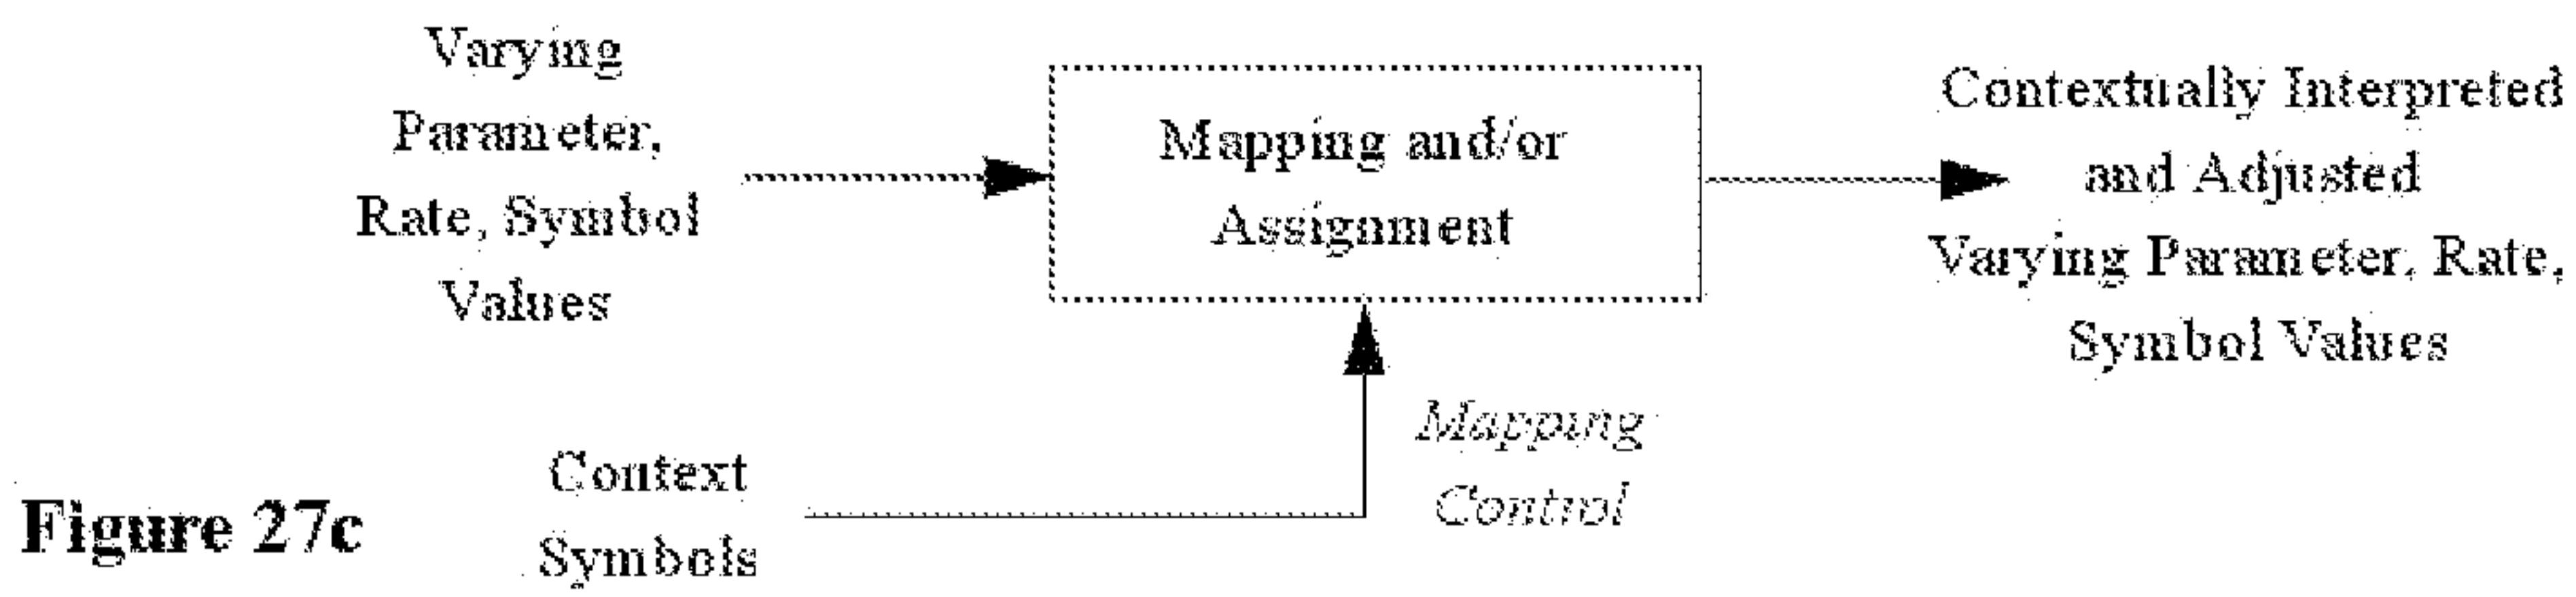 Varying
Parameter,
Rate, Symbol
Values
Mapping and/or
Assignment
Contextually Interpreted
and Adjusted
Varying Parameter, Rate,
Symbol Values
Mapping
Control
Context
Symbols
Figure 27c